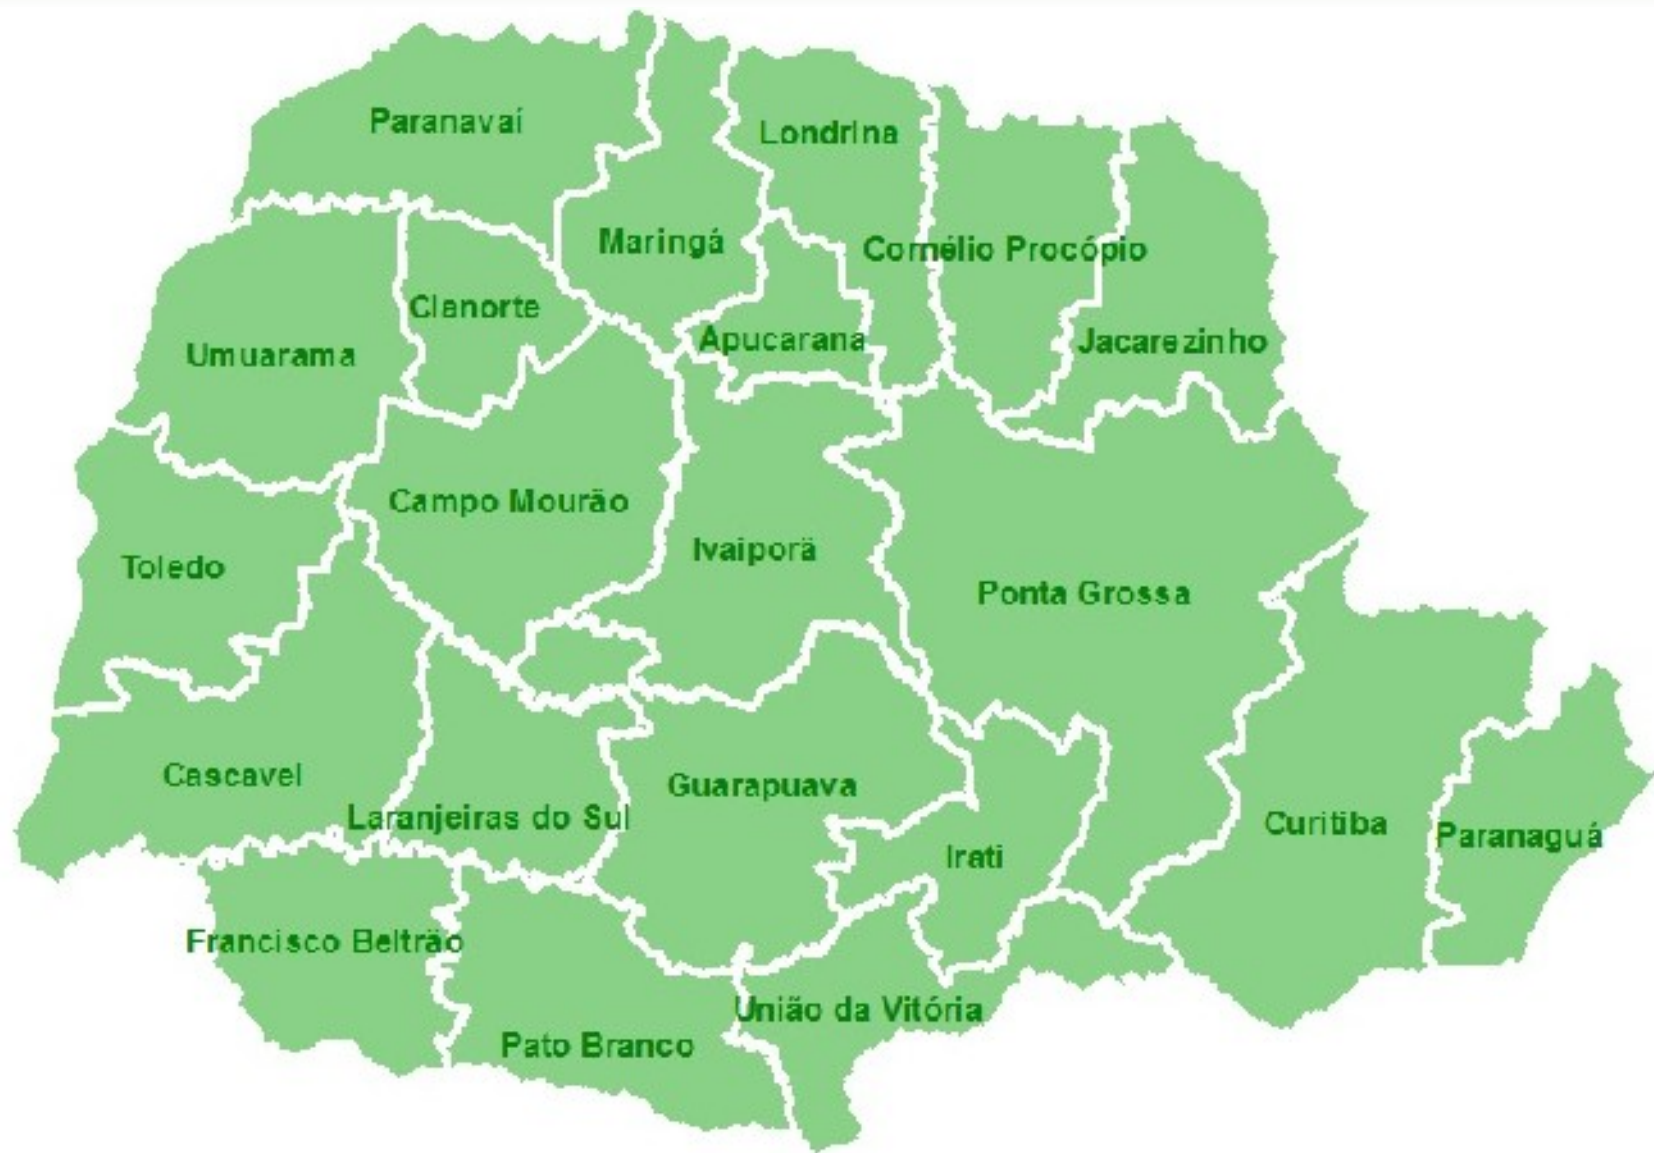 Paranavaí
Londrina
Maringá
Cornélio Procópio
Cianorte
Apucarana
Jacarezinho
Umuarama
Campo Mourão
Ivaiporã
Toledo
Ponta Grossa
Cascavel
Guarapuava
Laranjeiras do Sul
Curitiba
Paranaguá
Irati
Francisco Beltrão
União da Vitória
Pato Branco